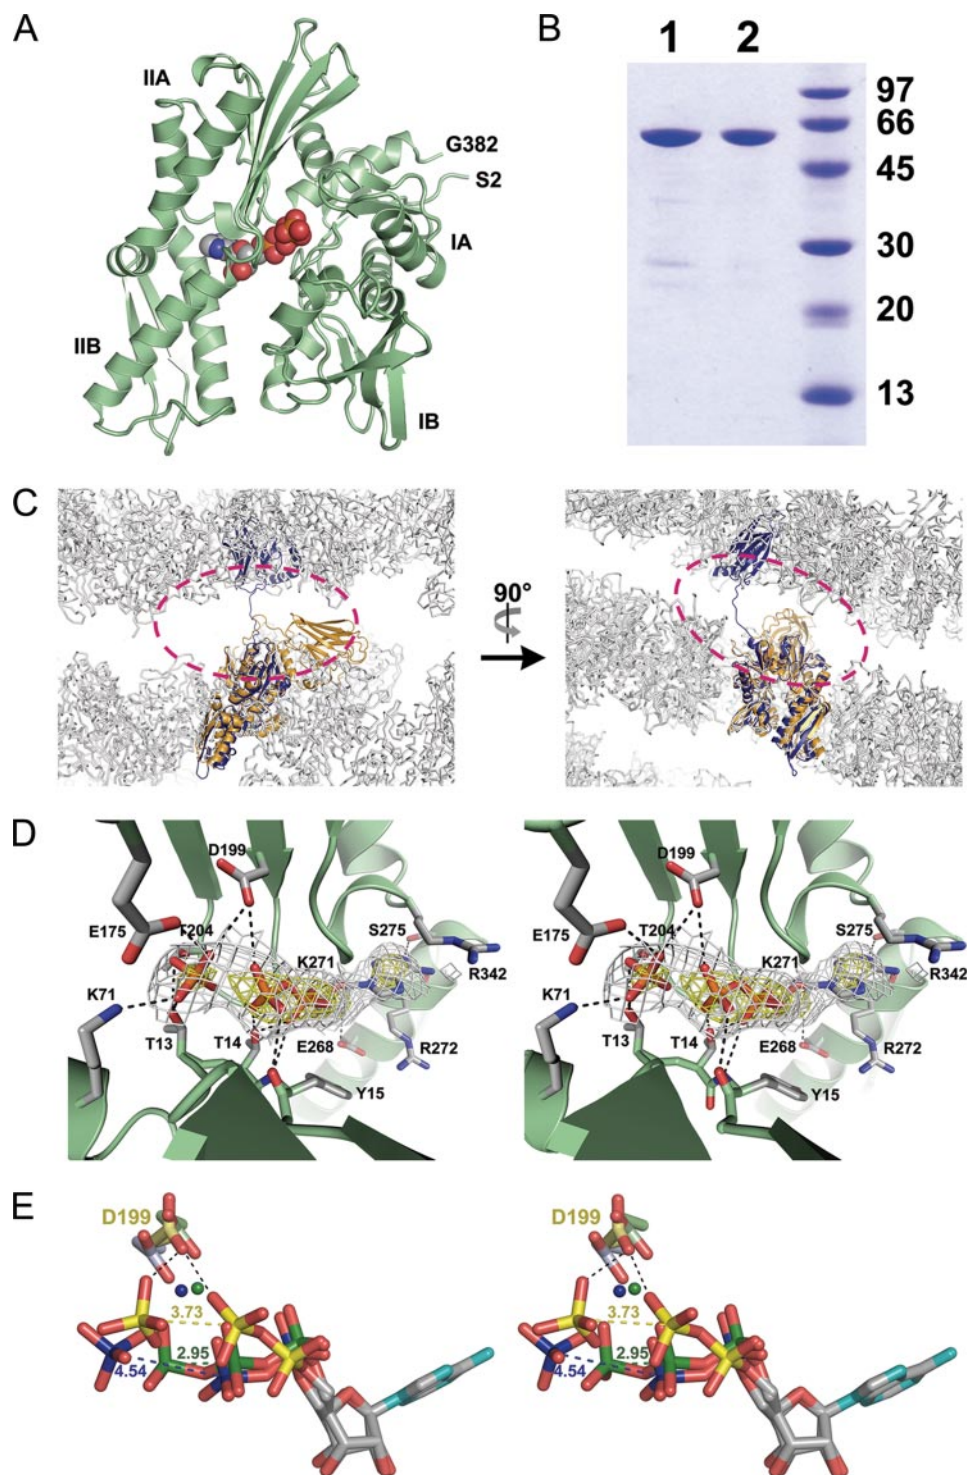 A
IIA
G382
S2
IA
IIB
IB
B
1 2
97
66
45
30
20
13
C
90°
D
D199
E175
T204
S275
K271
R342
K71
T13
T14
E268
R272
Y15
D199
E175
T204
S275
K271
R342
K71
T13
T14
E268
R272
Y15
E
D199
3.73
2.95
4.54
D199
3.73
2.95
4.54